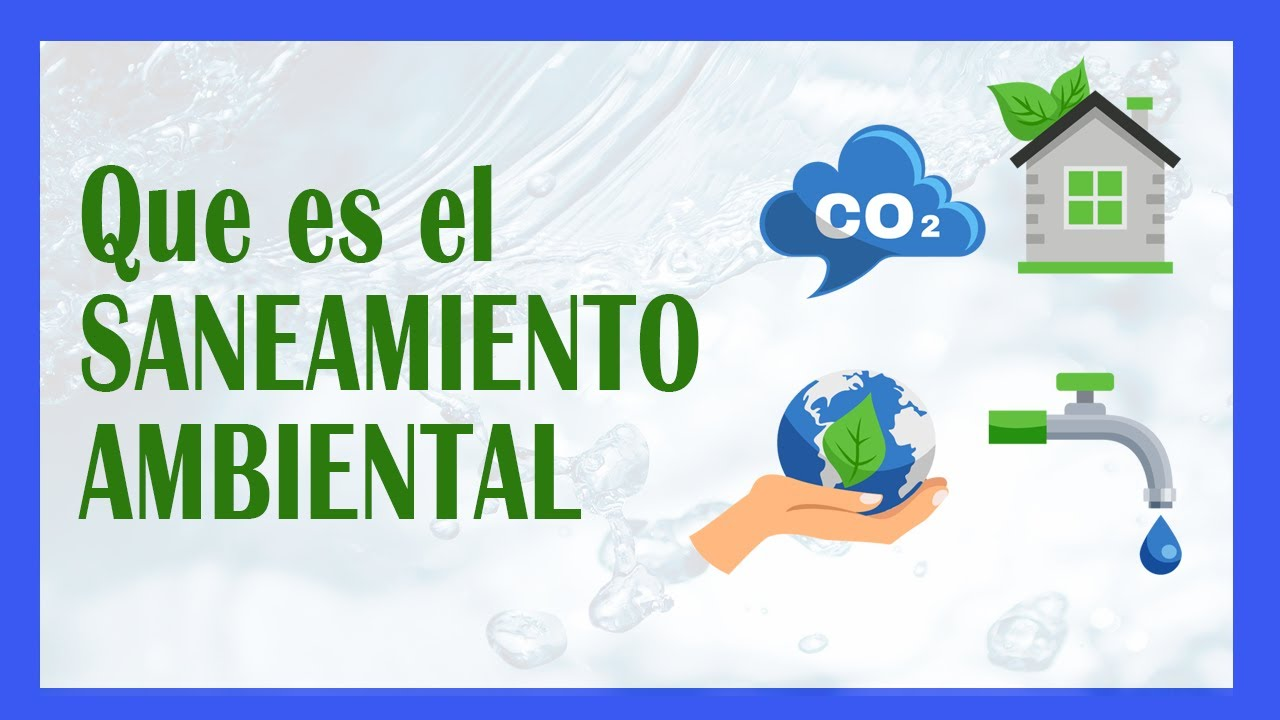 Que es el
SANEAMIENTO
AMBIENTAL
CO₂